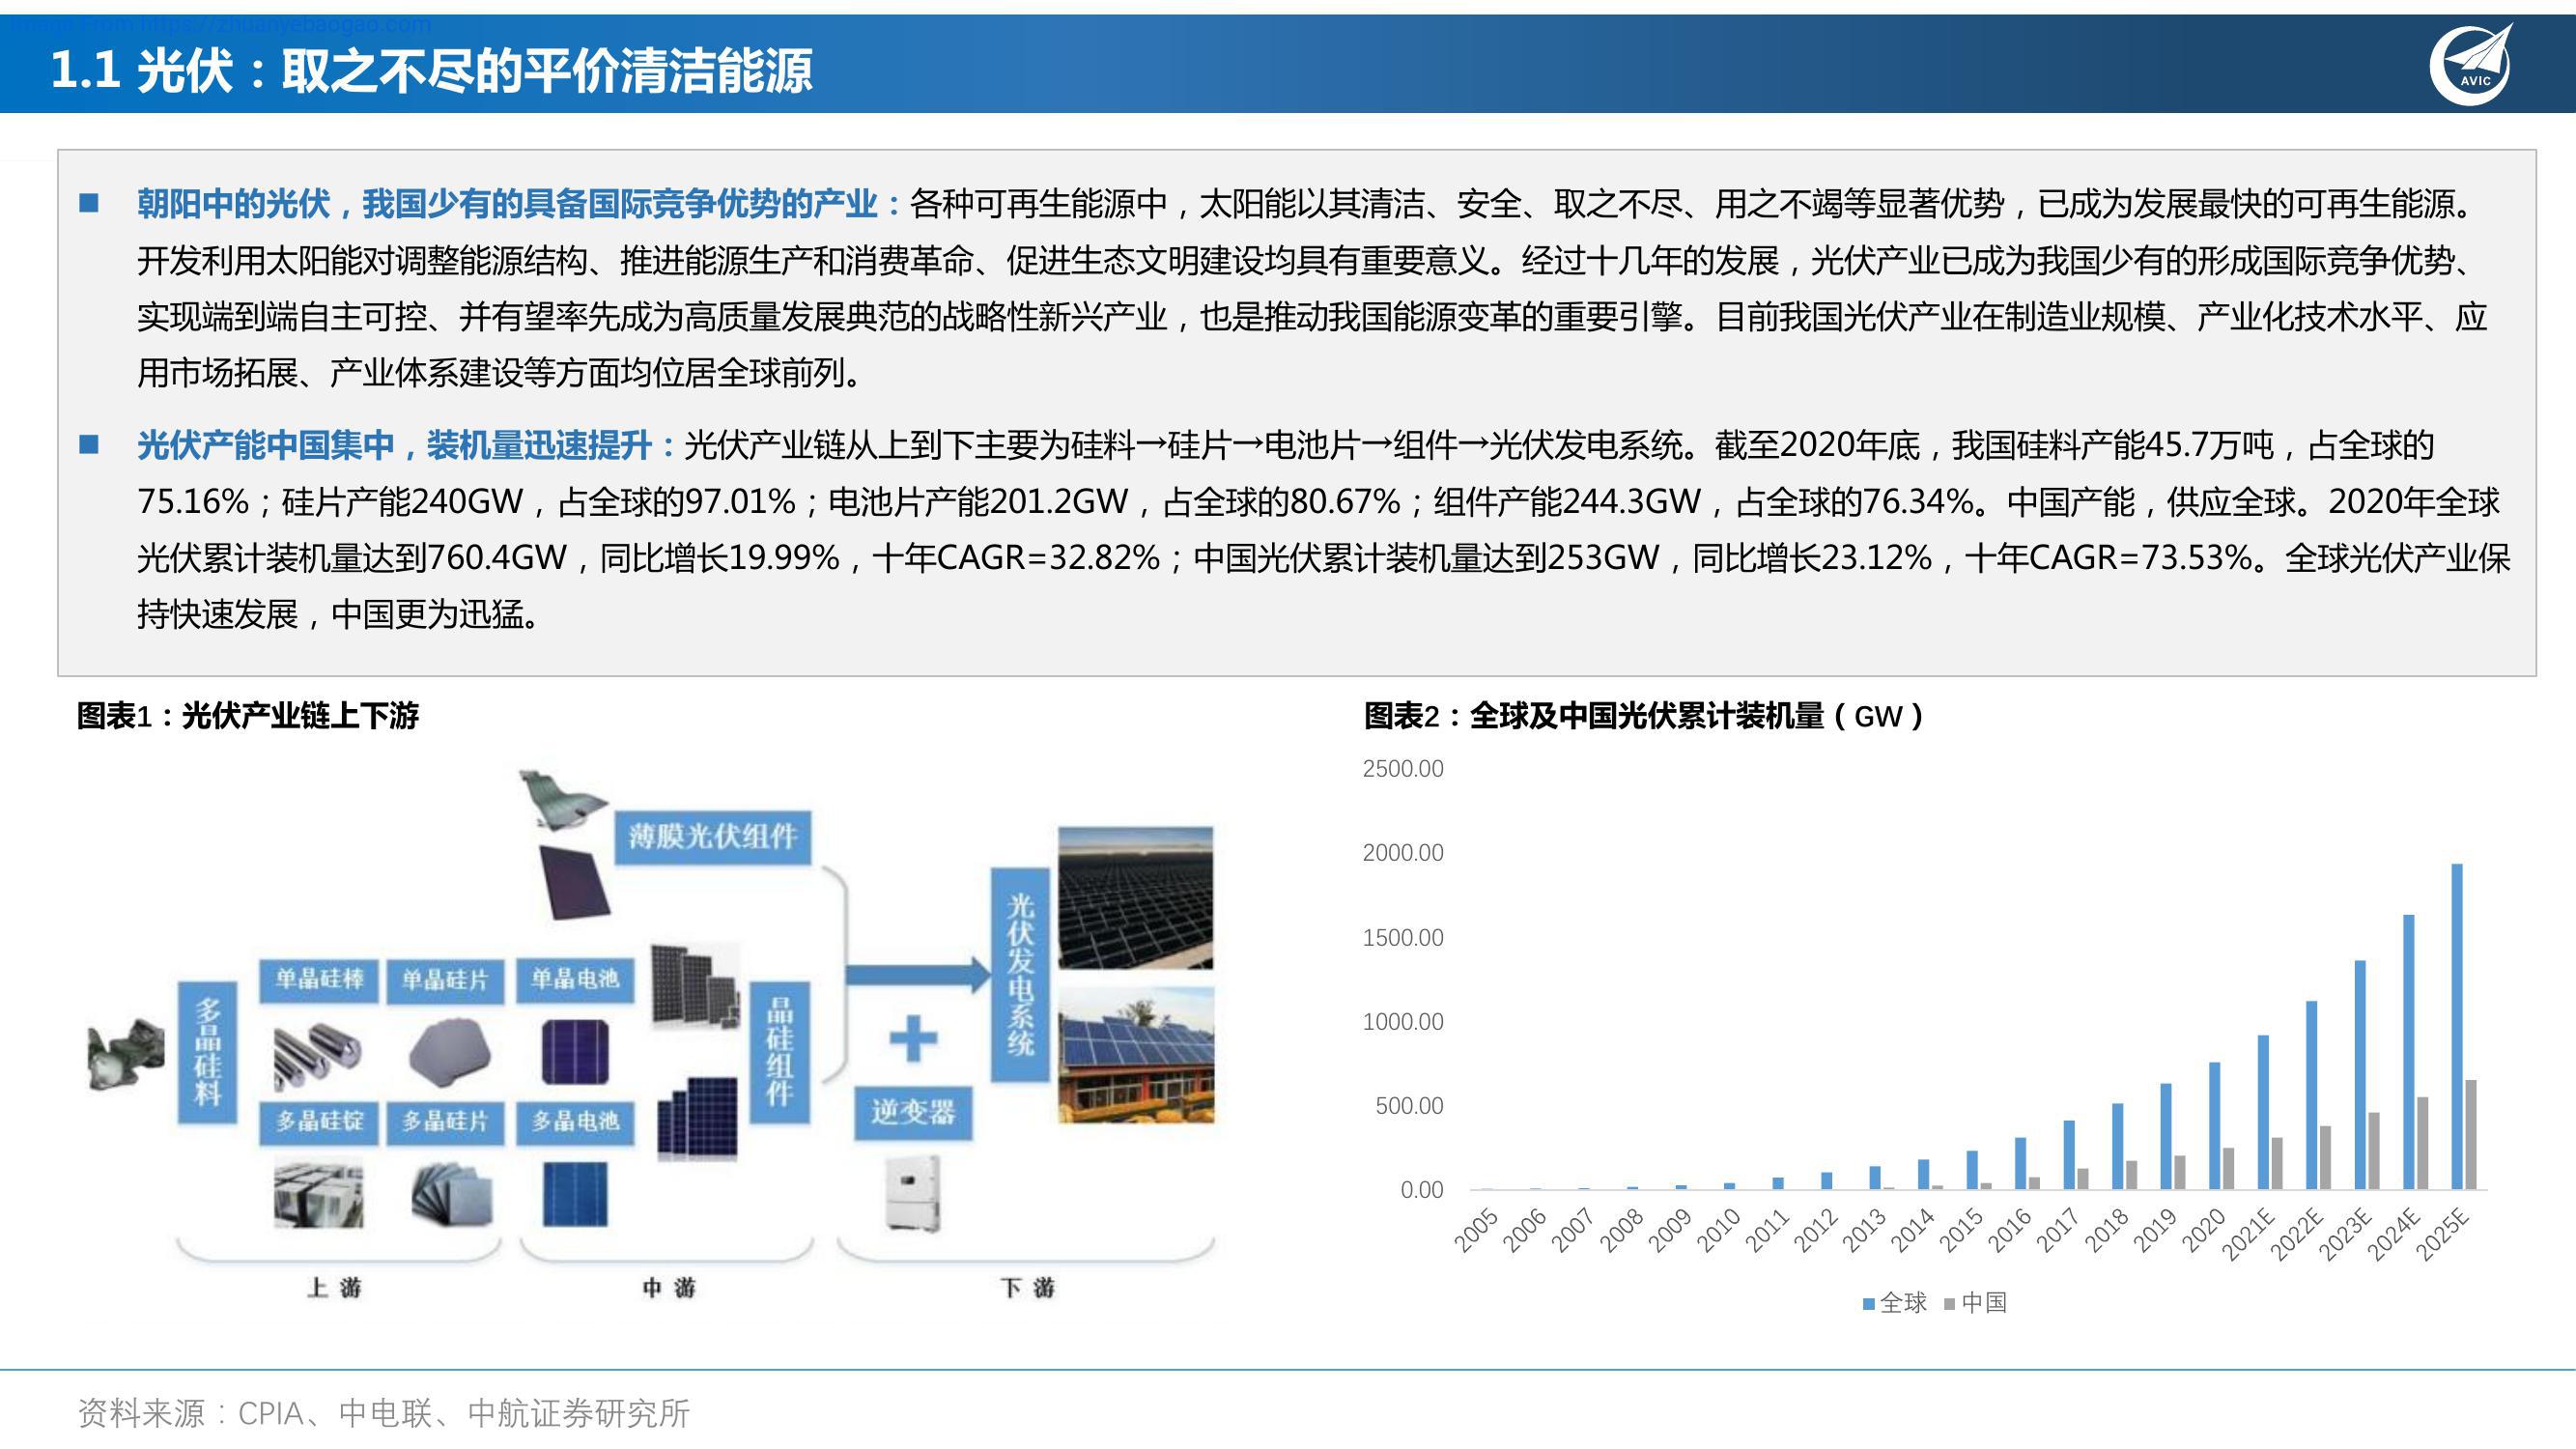 Image From https://zhuanyebaogao.com
1.1 光伏：取之不尽的平价清洁能源
AVIC
■ 朝阳中的光伏，我国少有的具备国际竞争优势的产业：各种可再生能源中，太阳能以其清洁、安全、取之不尽、用之不竭等显著优势，已成为发展最快的可再生能源。
开发利用太阳能对调整能源结构、推进能源生产和消费革命、促进生态文明建设均具有重要意义。经过十几年的发展，光伏产业已成为我国少有的形成国际竞争优势、
实现端到端自主可控、并有望率先成为高质量发展典范的战略性新兴产业，也是推动我国能源变革的重要引擎。目前我国光伏产业在制造业规模、产业化技术水平、应
用市场拓展、产业体系建设等方面均位居全球前列。
■ 光伏产能中国集中，装机量迅速提升：光伏产业链从上到下主要为硅料→硅片→电池片→组件→光伏发电系统。截至2020年底，我国硅料产能45.7万吨，占全球的
75.16%；硅片产能240GW，占全球的97.01%；电池片产能201.2GW，占全球的80.67%；组件产能244.3GW，占全球的76.34%。中国产能，供应全球。2020年全球
光伏累计装机量达到760.4GW，同比增长19.99%，十年CAGR=32.82%；中国光伏累计装机量达到253GW，同比增长23.12%，十年CAGR=73.53%。全球光伏产业保
持快速发展，中国更为迅猛。
图表1：光伏产业链上下游
薄膜光伏组件
多晶硅料
单晶硅棒
单晶硅片
单晶电池
多晶硅锭
多晶硅片
多晶电池
晶硅组件
逆变器
光伏发电系统
上 游
中 游
下 游
图表2：全球及中国光伏累计装机量（GW）
2500.00
2000.00
1500.00
1000.00
500.00
0.00
2005
2006
2007
2008
2009
2010
2011
2012
2013
2014
2015
2016
2017
2018
2019
2020
2021E
2022E
2023E
2024E
2025E
全球
中国
资料来源：CPIA、中电联、中航证券研究所